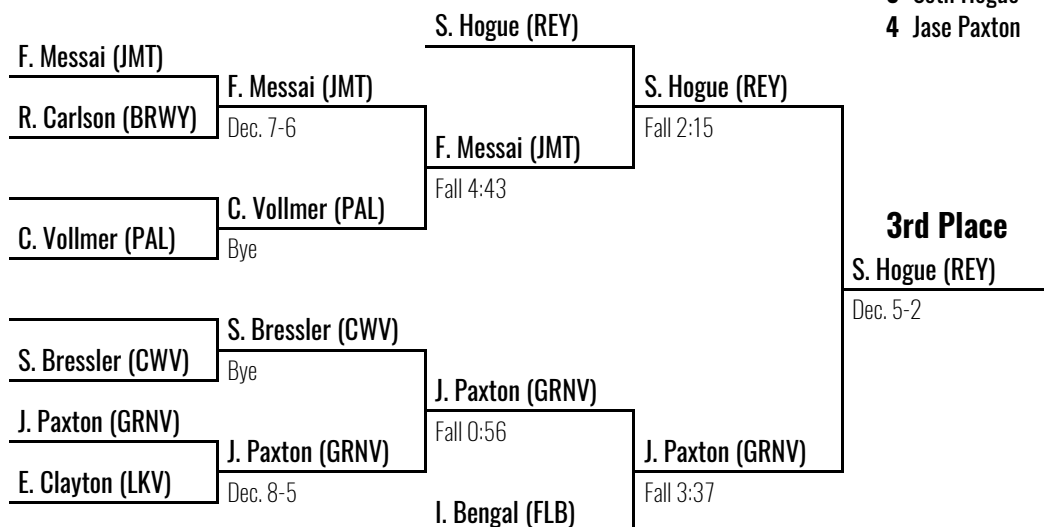 3 Seth Hogue
4 Jase Paxton
S. Hogue (REY)
F. Messai (JMT)
R. Carlson (BRWY)
F. Messai (JMT)
Dec. 7-6
S. Hogue (REY)
Fall 2:15
F. Messai (JMT)
Fall 4:43
C. Vollmer (PAL)
C. Vollmer (PAL)
Bye
3rd Place
S. Hogue (REY)
Dec. 5-2
S. Bressler (CWV)
S. Bressler (CWV)
Bye
J. Paxton (GRNV)
Fall 0:56
J. Paxton (GRNV)
E. Clayton (LKV)
J. Paxton (GRNV)
Dec. 8-5
J. Paxton (GRNV)
Fall 3:37
I. Bengal (FLB)